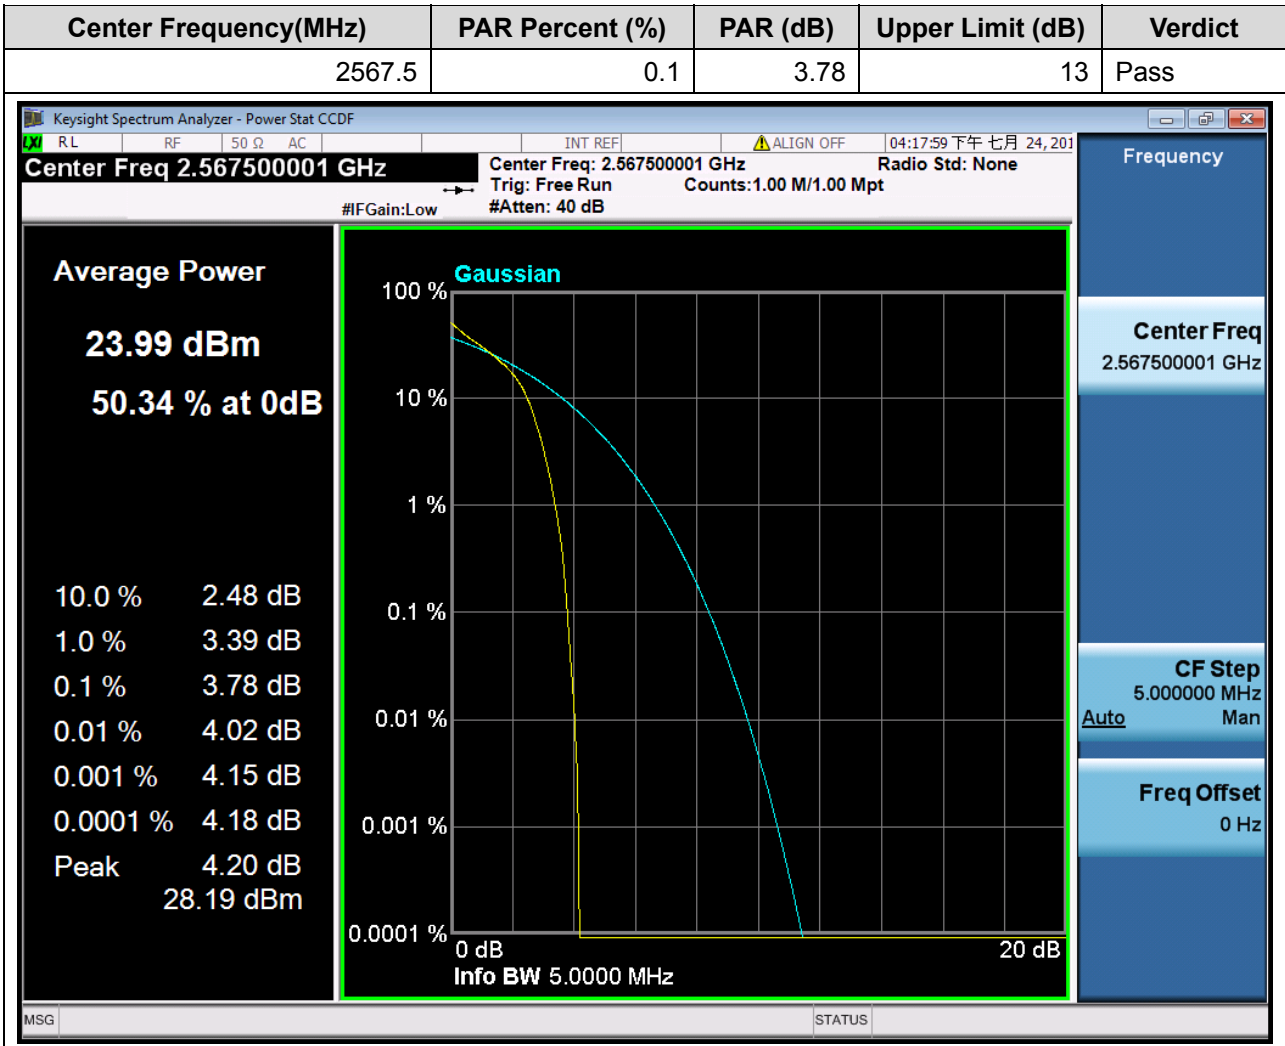 Center Frequency(MHz) PAR Percent (%) PAR (dB) Upper Limit (dB) Verdict
2567.5 0.1 3.78 13 Pass
Keysight Spectrum Analyzer - Power Stat CCDF
LXI RL RF 50 Ω AC INT REF ALIGN OFF 04:17:59 下午 七月 24, 201
Center Freq 2.567500001 GHz
Center Freq: 2.567500001 GHz Radio Std: None
Trig: Free Run Counts:1.00 M/1.00 Mpt
#IFGain:Low #Atten: 40 dB
Average Power
23.99 dBm
50.34 % at 0dB
10.0 % 2.48 dB
1.0 % 3.39 dB
0.1 % 3.78 dB
0.01 % 4.02 dB
0.001 % 4.15 dB
0.0001 % 4.18 dB
Peak 4.20 dB
28.19 dBm
Gaussian
100 %
10 %
1 %
0.1 %
0.01 %
0.001 %
0.0001 %
0 dB 20 dB
Info BW 5.0000 MHz
Frequency
Center Freq
2.567500001 GHz
CF Step
5.000000 MHz
Auto Man
Freq Offset
0 Hz
MSG STATUS